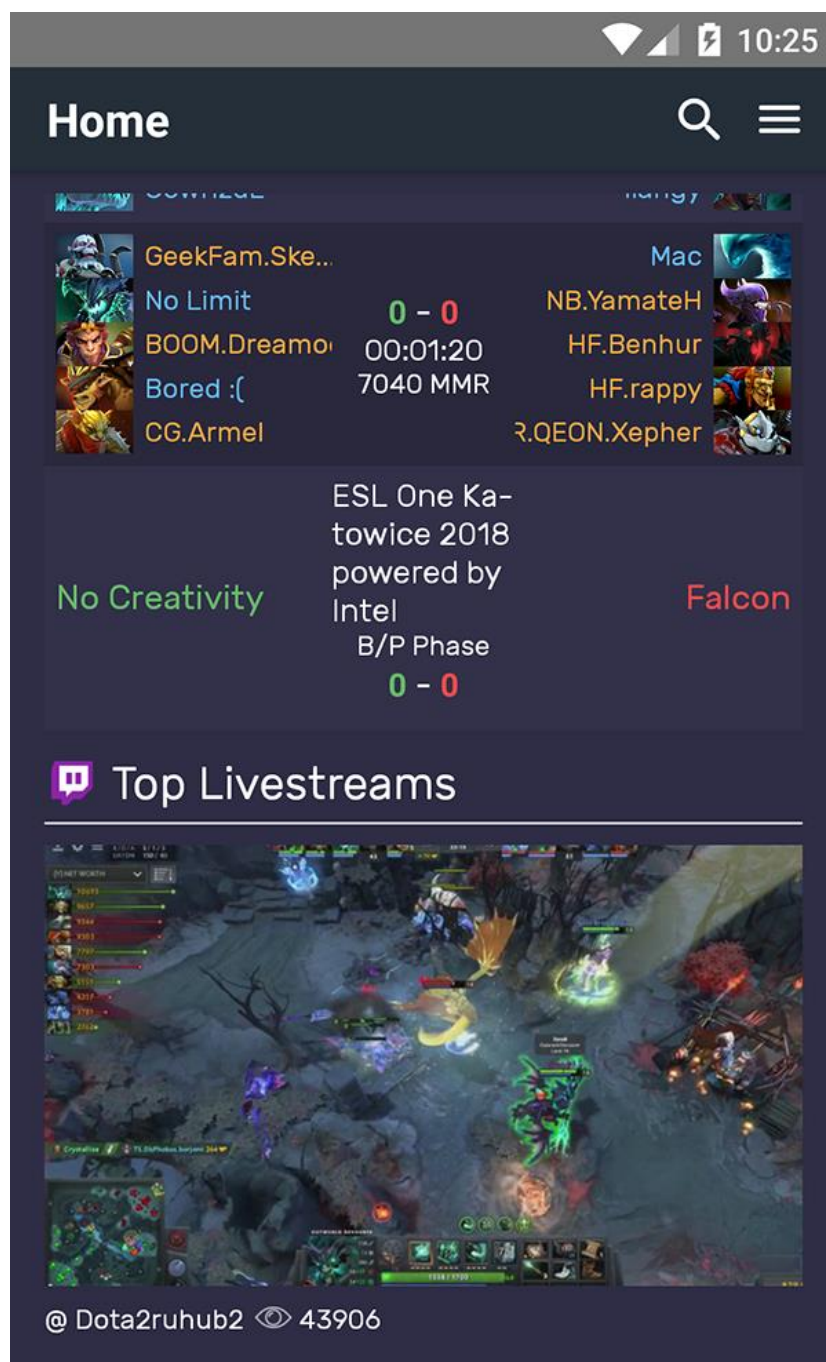 10:25
Home
GeekFam.Ske...
Mac
No Limit
NB.YamateH
0 - 0
BOOM.Dreamo
00:01:20
HF.Benhur
Bored :(
7040 MMR
HF.rappy
CG.Armel
R.QEON.Xepher
ESL One Ka-
towice 2018
powered by
No Creativity
Falcon
Intel
B/P Phase
0 - 0
Top Livestreams
NET WORTH
@ Dota2ruhub2 43906